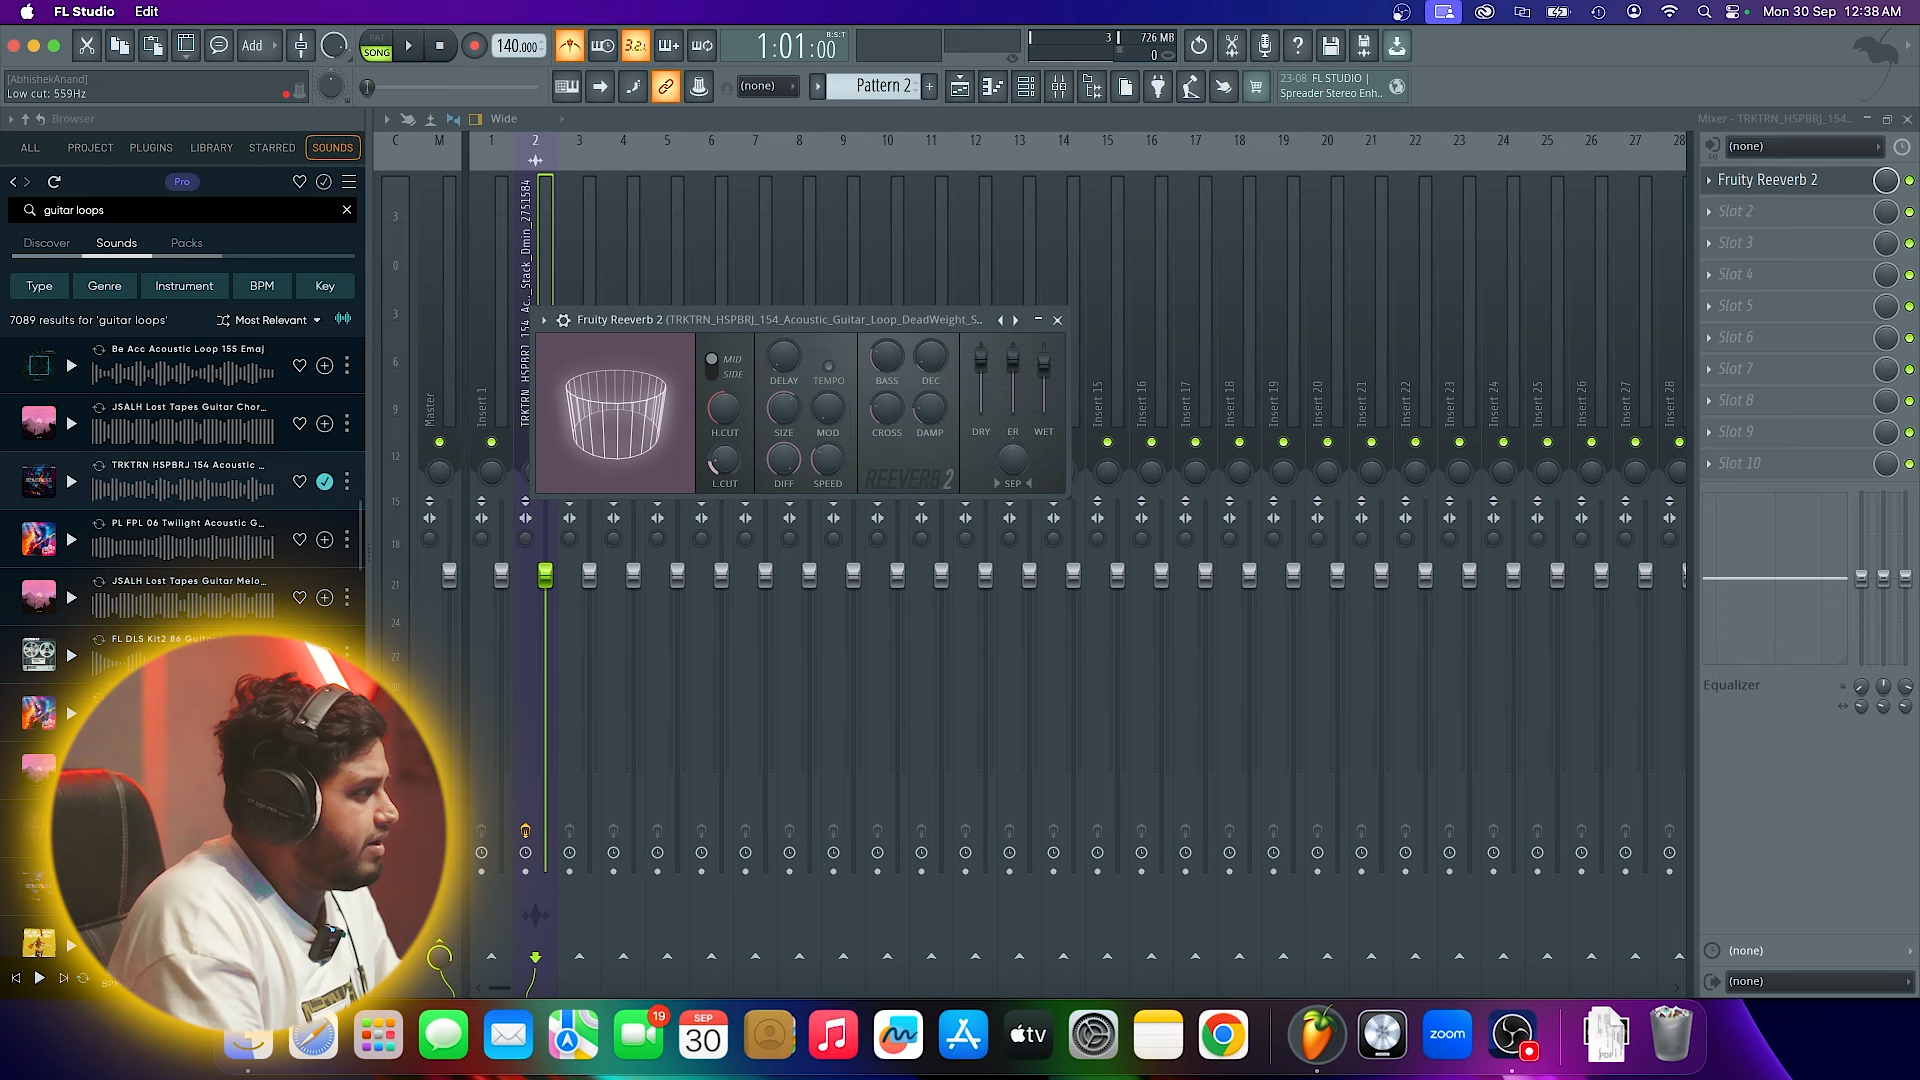 FL Studio Edit
Mon 30 Sep 12:38 AM
Add
PAT
SONG
140.000
3.2.
1:01:00
B:S:T
3
726 MB
0
[AbhishekAnand]
Low cut: 559Hz
(none)
Pattern 2
23-08 FL STUDIO |
Spreader Stereo Enh..
Browser
Wide
Mixer - TRKTRN_HSPBRJ_154..
ALL PROJECT PLUGINS LIBRARY STARRED SOUNDS
C M 1 2 3 4 5 6 7 8 9 10 11 12 13 14 15 16 17 18 19 20 21 22 23 24 25 26 27 28
(none)
EQ
Pro
Fruity Reeverb 2
guitar loops
Slot 2
Discover Sounds Packs
Slot 3
Type Genre Instrument BPM Key
Slot 4
7089 results for 'guitar loops'
Most Relevant
Slot 5
Be Acc Acoustic Loop 155 Emaj
Slot 6
JSALH Lost Tapes Guitar Chor...
Slot 7
TRKTRN HSPBRJ 154 Acoustic ...
Slot 8
PL FPL 06 Twilight Acoustic G...
Slot 9
JSALH Lost Tapes Guitar Melo...
Slot 10
FL DLS Kit2 86 Guita
3
0
3
6
9
12
15
18
21
24
27
30
Master
Insert 1
TRKTRN_HSPBRJ_154_Ac.._Stack_Dmin_2751584
Fruity Reeverb 2 (TRKTRN_HSPBRJ_154_Acoustic_Guitar_Loop_DeadWeight_S..
MID
SIDE
DELAY TEMPO BASS DEC
H.CUT SIZE MOD CROSS DAMP DRY ER WET
L.CUT DIFF SPEED REEVERB 2 SEP
Insert 15
Insert 16
Insert 17
Insert 18
Insert 19
Insert 20
Insert 21
Insert 22
Insert 23
Insert 24
Insert 25
Insert 26
Insert 27
Insert 28
Equalizer
(none)
(none)
19
SEP
30
tv
zoom
PDF